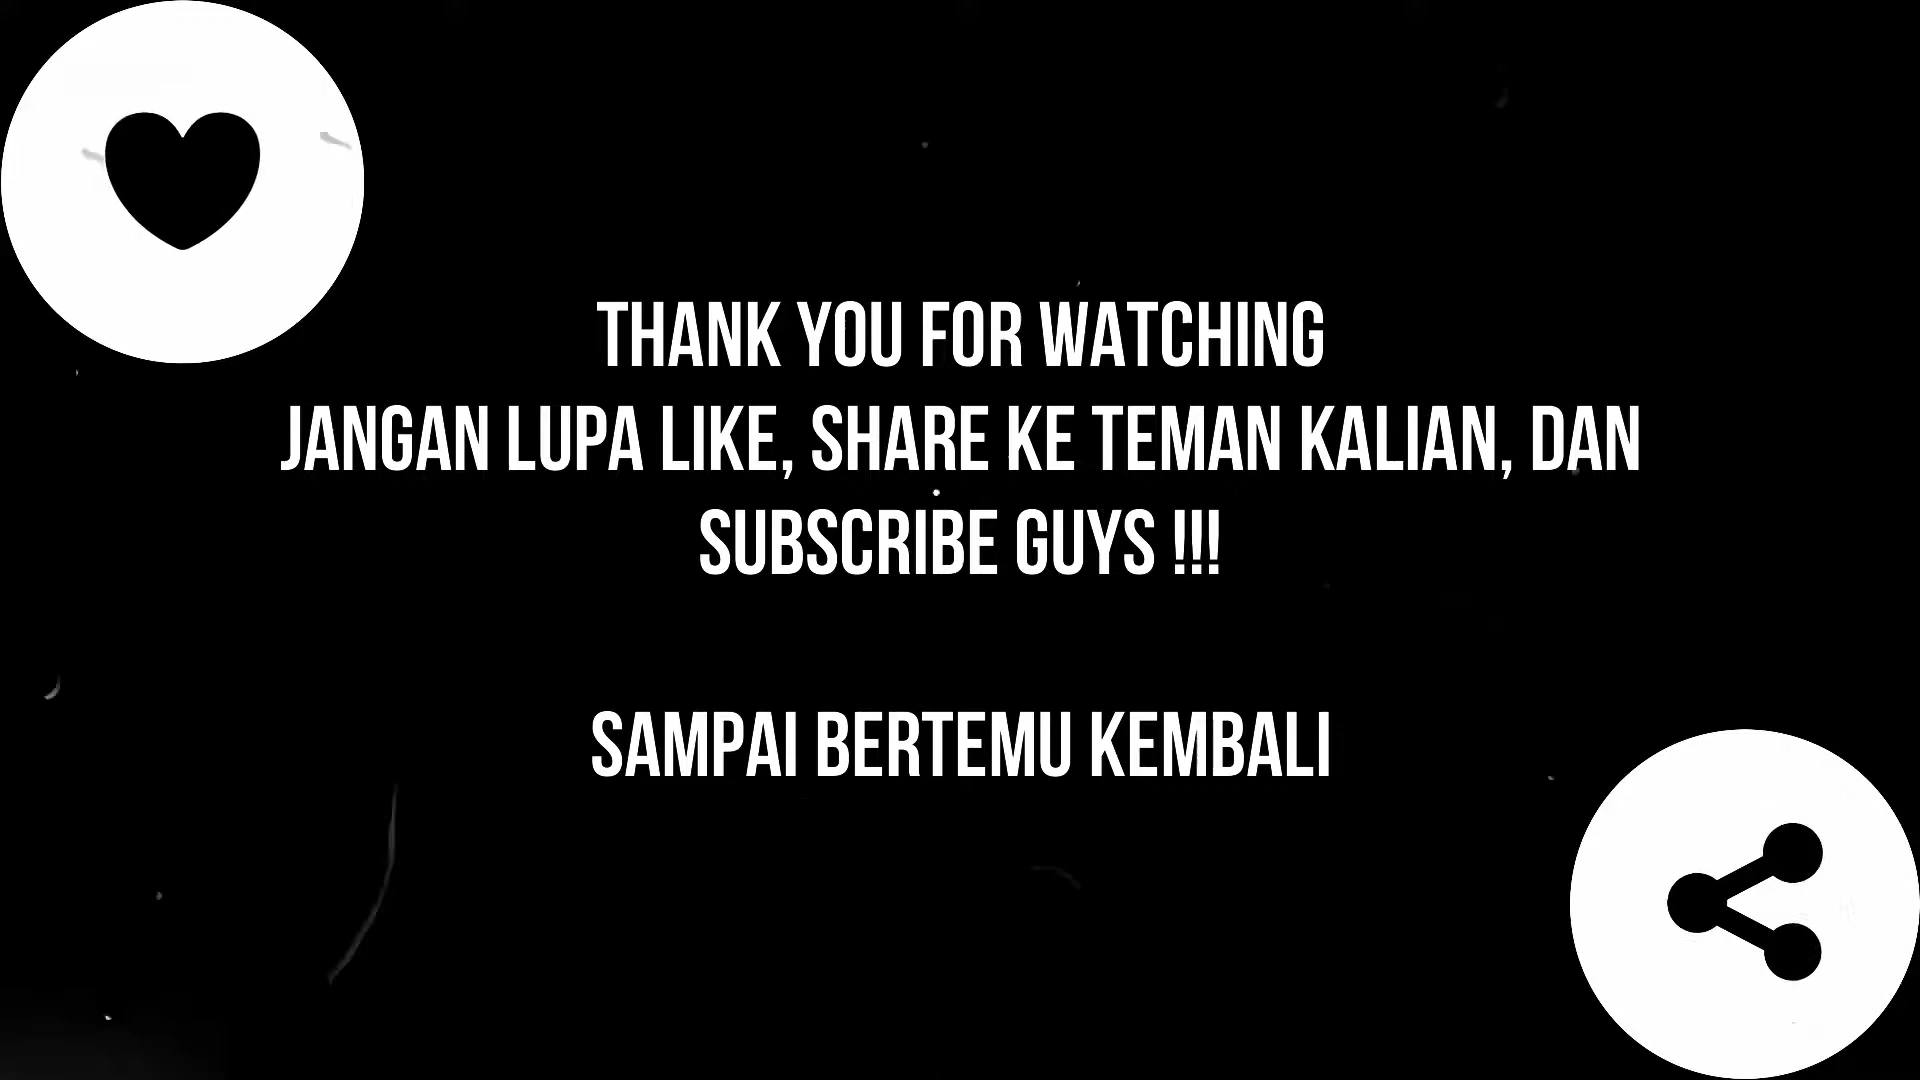 THANK YOU FOR WATCHING
JANGAN LUPA LIKE, SHARE KE TEMAN KALIAN, DAN
SUBSCRIBE GUYS !!!
SAMPAI BERTEMU KEMBALI